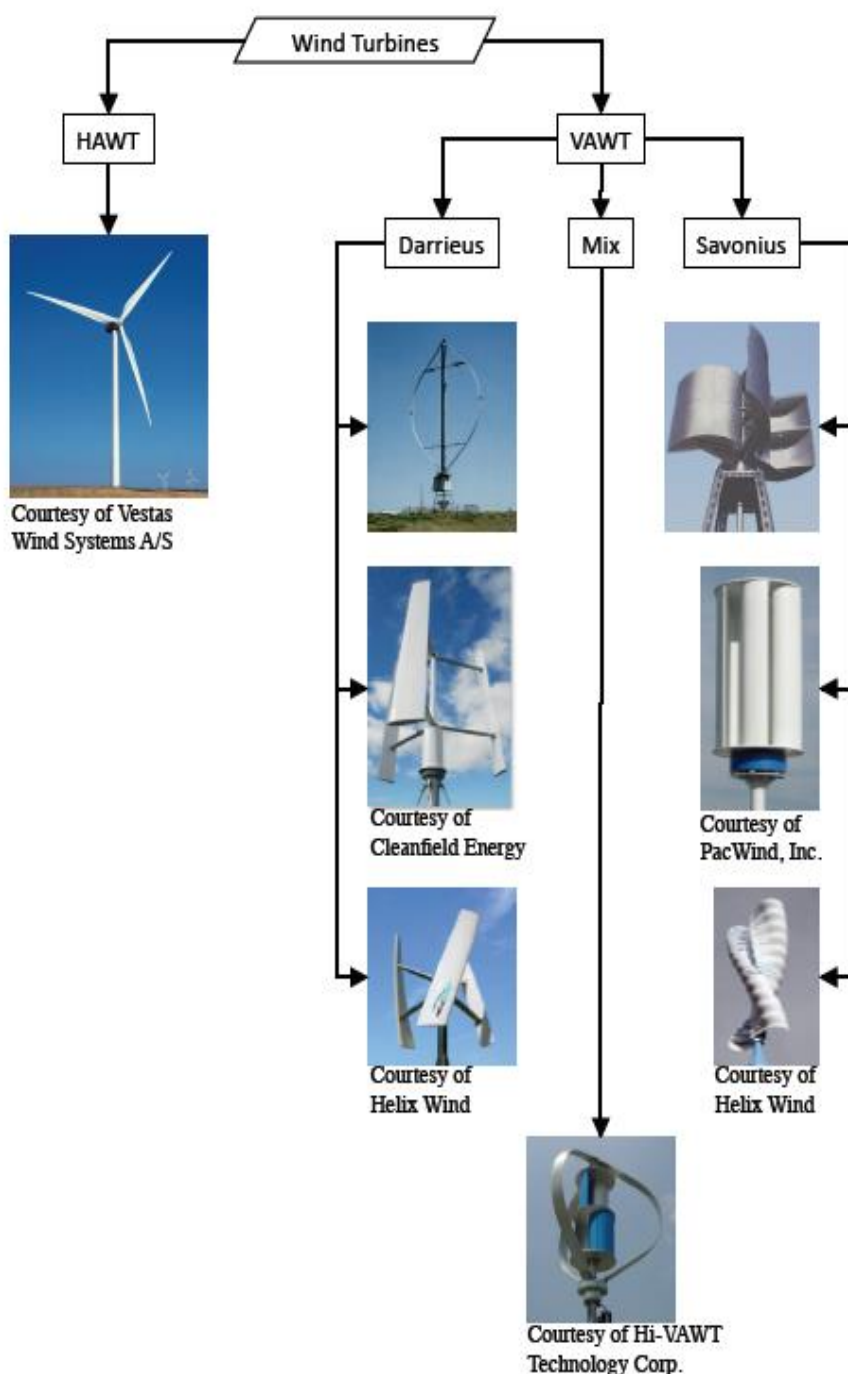 Wind Turbines
HAWT
VAWT
Darrieus
Mix
Savonius
Courtesy of Vestas
Wind Systems A/S
Courtesy of
Cleanfield Energy
Courtesy of
PacWind, Inc.
Courtesy of
Helix Wind
Courtesy of
Helix Wind
Courtesy of Hi-VAWT
Technology Corp.